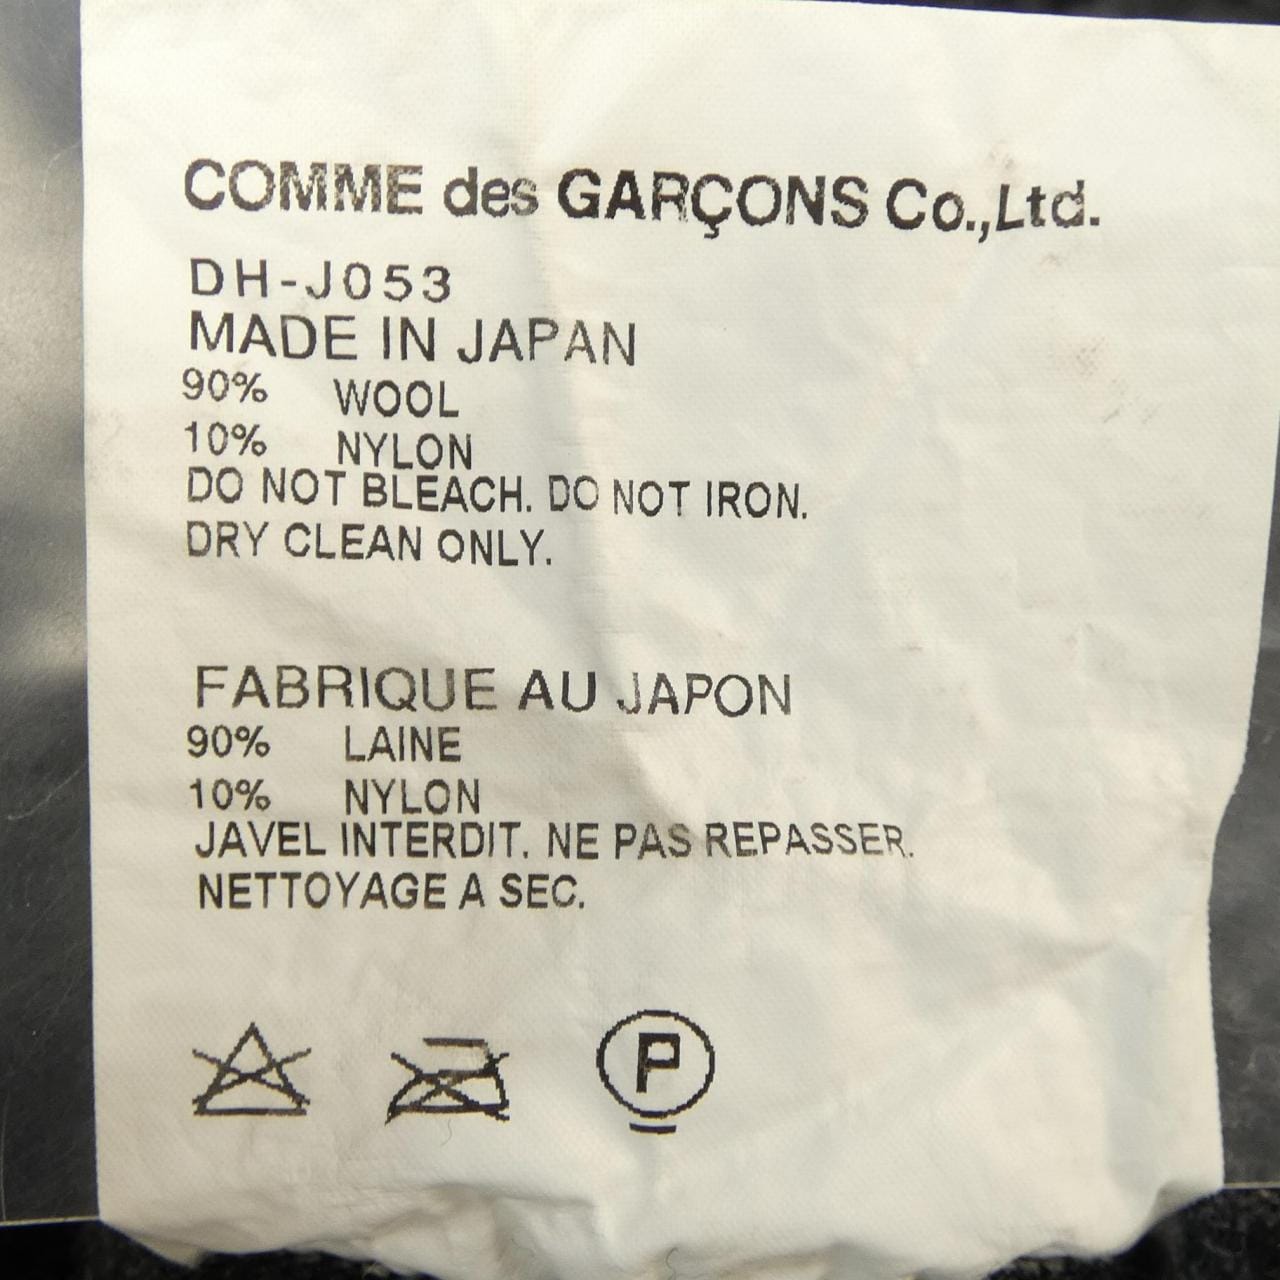 COMME des GARÇONS Co.,Ltd.
DH-J053
MADE IN JAPAN
90% WOOL
10% NYLON
DO NOT BLEACH. DO NOT IRON.
DRY CLEAN ONLY.
FABRIQUE AU JAPON
90% LAINE
10% NYLON
JAVEL INTERDIT. NE PAS REPASSER.
NETTOYAGE A SEC.
P